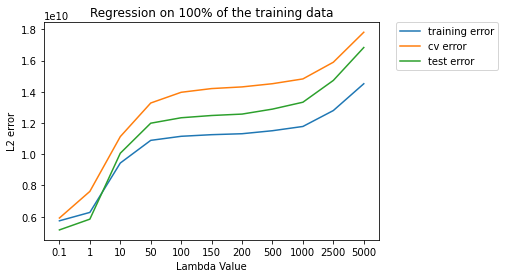 Regression on 100% of the training data
1e10
1.8
1.6
1.4
1.2
1.0
0.8
0.6
L2 error
0.1 1 10 50 100 150 200 500 1000 2500 5000
Lambda Value
training error
cv error
test error